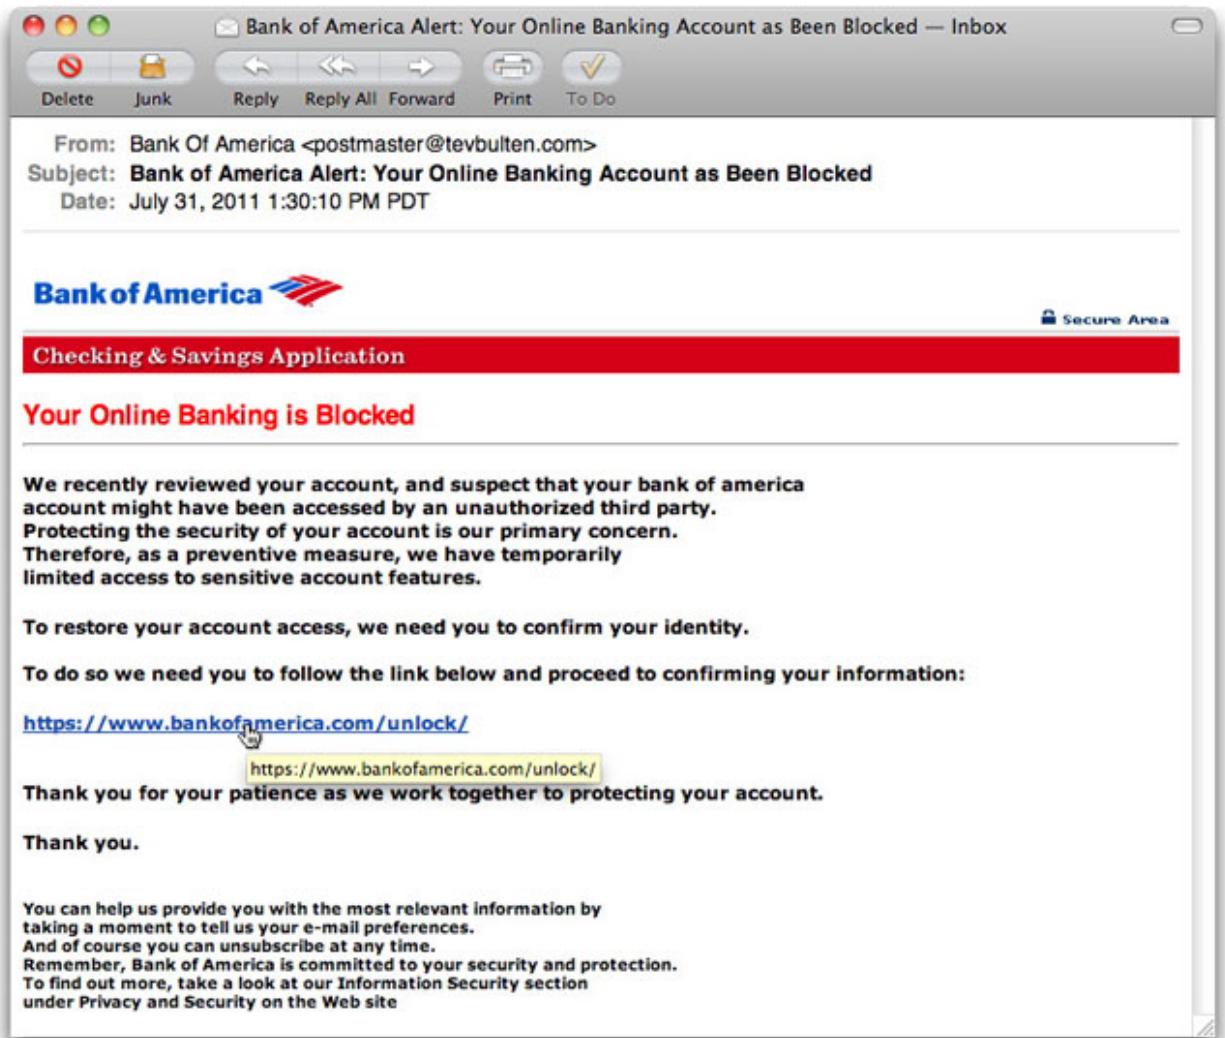 Bank of America Alert: Your Online Banking Account as Been Blocked — Inbox
Delete Junk Reply Reply All Forward Print To Do
From: Bank Of America <postmaster@tevbulten.com>
Subject: Bank of America Alert: Your Online Banking Account as Been Blocked
Date: July 31, 2011 1:30:10 PM PDT
Bank of America
Secure Area
Checking & Savings Application
Your Online Banking is Blocked
We recently reviewed your account, and suspect that your bank of america
account might have been accessed by an unauthorized third party.
Protecting the security of your account is our primary concern.
Therefore, as a preventive measure, we have temporarily
limited access to sensitive account features.
To restore your account access, we need you to confirm your identity.
To do so we need you to follow the link below and proceed to confirming your information:
https://www.bankofamerica.com/unlock/
https://www.bankofamerica.com/unlock/
Thank you for your patience as we work together to protecting your account.
Thank you.
You can help us provide you with the most relevant information by
taking a moment to tell us your e-mail preferences.
And of course you can unsubscribe at any time.
Remember, Bank of America is committed to your security and protection.
To find out more, take a look at our Information Security section
under Privacy and Security on the Web site